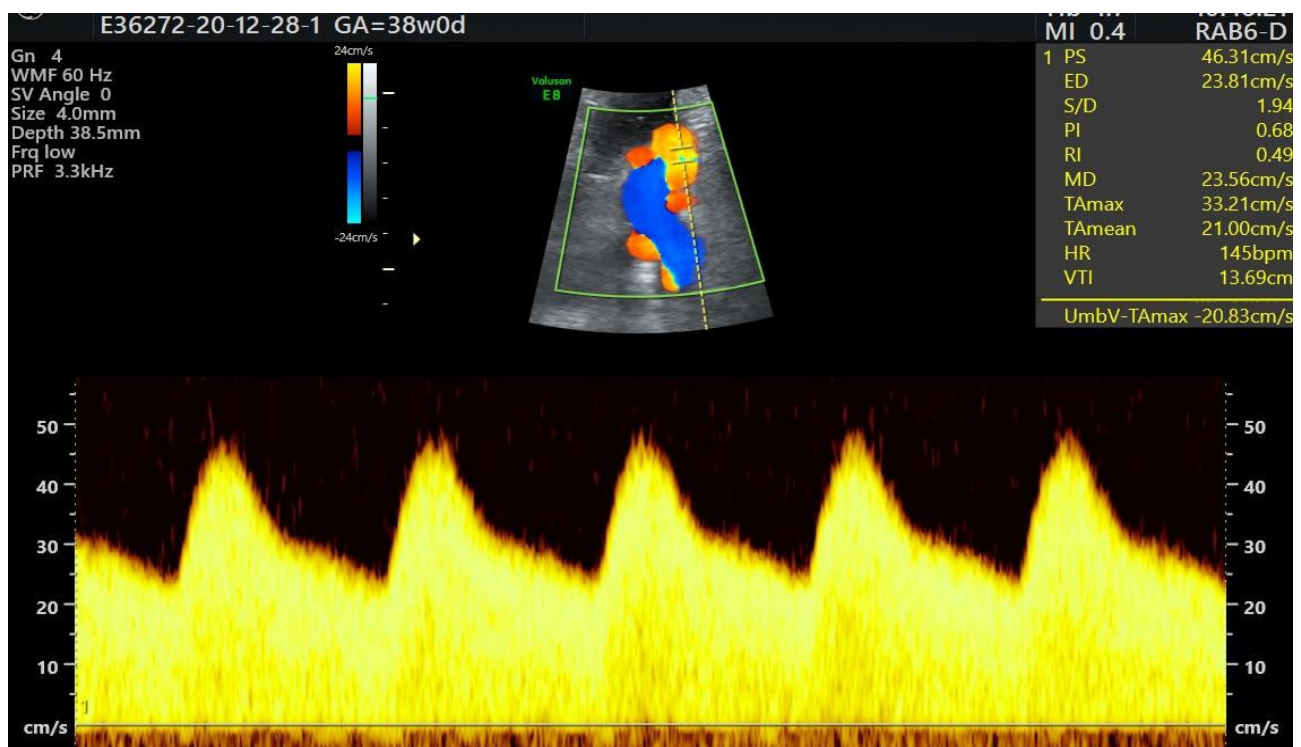 E36272-20-12-28-1 GA=38w0d
MI 0.4
RAB6-D
Gn 4
WMF 60 Hz
SV Angle 0
Size 4.0mm
Depth 38.5mm
Frq low
PRF 3.3kHz
24cm/s
-24cm/s
Voluson
E8
1 PS 46.31cm/s
ED 23.81cm/s
S/D 1.94
PI 0.68
RI 0.49
MD 23.56cm/s
TAmax 33.21cm/s
TAmean 21.00cm/s
HR 145bpm
VTI 13.69cm
UmbV-TAmax -20.83cm/s
50 50
40 40
30 30
20 20
10 10
1
cm/s cm/s